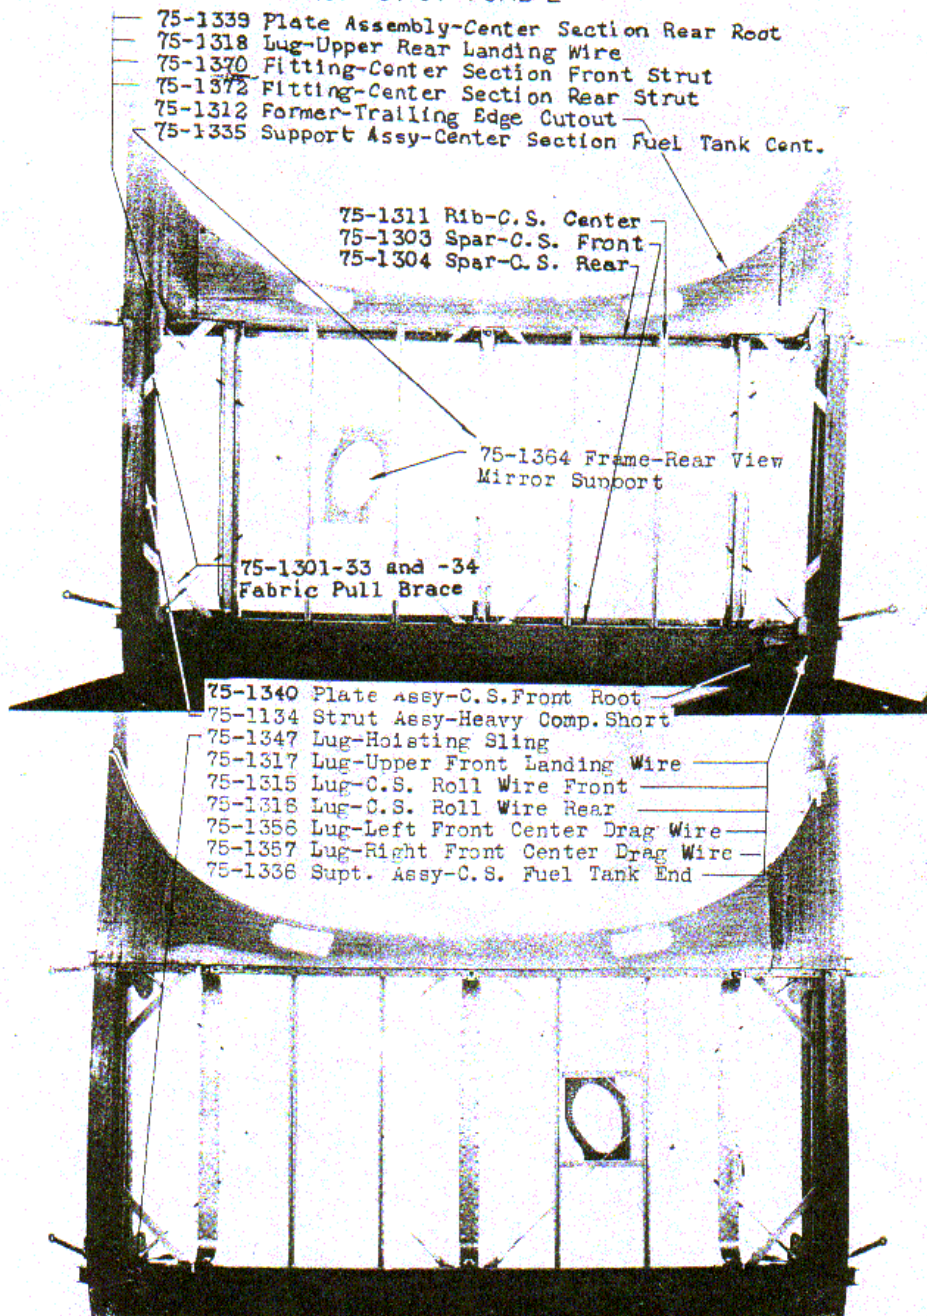 75-1339 Plate Assembly-Center Section Rear Root
75-1318 Lug-Upper Rear Landing Wire
75-1370 Fitting-Center Section Front Strut
75-1372 Fitting-Center Section Rear Strut
75-1312 Former-Trailing Edge Cutout
75-1335 Support Assy-Center Section Fuel Tank Cent.
75-1311 Rib-C.S. Center
75-1303 Spar-C.S. Front
75-1304 Spar-C.S. Rear
75-1364 Frame-Rear View
Mirror Support
75-1301-33 and -34
Fabric Pull Brace
75-1340 Plate Assy-C.S.Front Root
75-1134 Strut Assy-Heavy Comp.Short
75-1347 Lug-Hoisting Sling
75-1317 Lug-Upper Front Landing Wire
75-1315 Lug-C.S. Roll Wire Front
75-1316 Lug-C.S. Roll Wire Rear
75-1356 Lug-Left Front Center Drag Wire
75-1357 Lug-Right Front Center Drag Wire
75-1336 Supt. Assy-C.S. Fuel Tank End